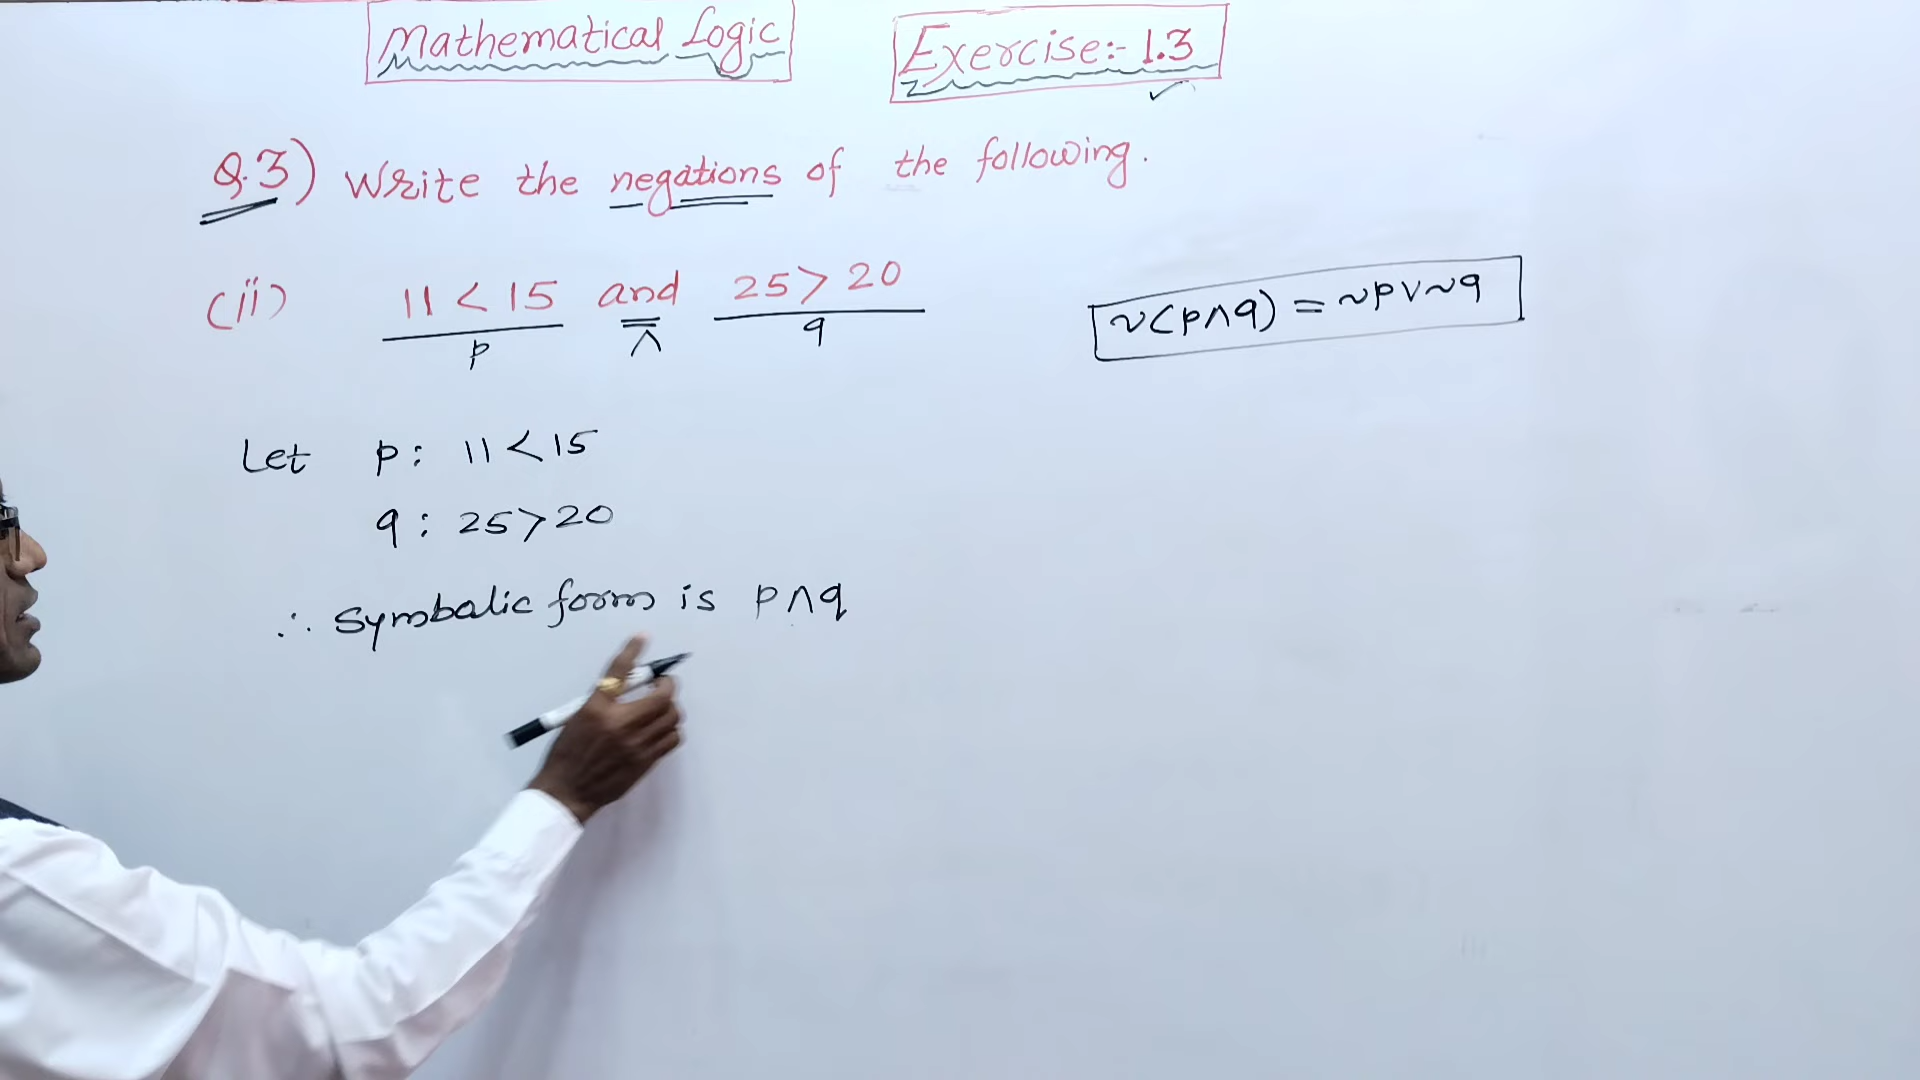 Mathematical Logic
Exercise:- 1.3
Q.3) Write the negations of the following.
(ii) 11 < 15 and 25 > 20
p ∧ q
~(p∧q) = ~p∨~q
Let p: 11 < 15
q: 25 > 20
∴ Symbalic form is p∧q